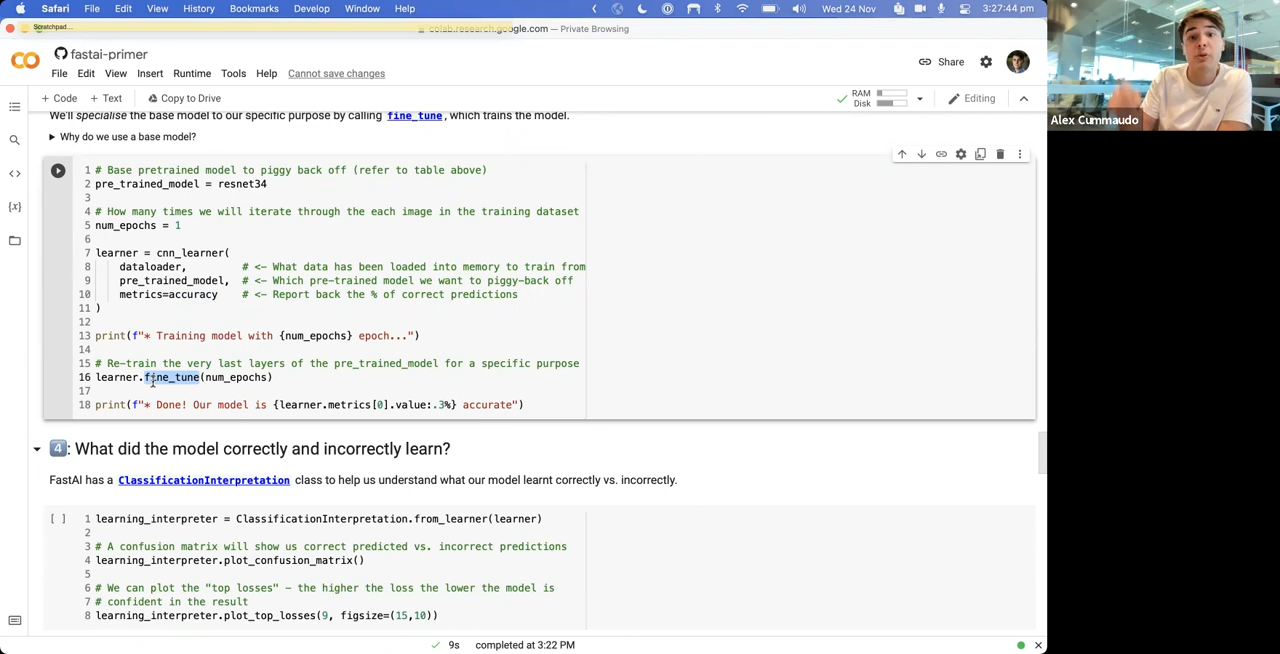 Safari File Edit View History Bookmarks Develop Window Help Wed 24 Nov 3:27:44 pm
Scratchpad...
colab.research.google.com — Private Browsing
fastai-primer
File Edit View Insert Runtime Tools Help Cannot save changes
Share
+ Code + Text Copy to Drive
RAM
Disk
Editing
Alex Cummaudo
We'll specialise the base model to our specific purpose by calling fine_tune, which trains the model.
Why do we use a base model?
1 # Base pretrained model to piggy back off (refer to table above)
2 pre_trained_model = resnet34
3
4 # How many times we will iterate through the each image in the training dataset
5 num_epochs = 1
6
7 learner = cnn_learner(
8 dataloader, # <- What data has been loaded into memory to train from
9 pre_trained_model, # <- Which pre-trained model we want to piggy-back off
10 metrics=accuracy # <- Report back the % of correct predictions
11 )
12
13 print(f"* Training model with {num_epochs} epoch...")
14
15 # Re-train the very last layers of the pre_trained_model for a specific purpose
16 learner.fine_tune(num_epochs)
17
18 print(f"* Done! Our model is {learner.metrics[0].value:.3%} accurate")
4: What did the model correctly and incorrectly learn?
FastAI has a ClassificationInterpretation class to help us understand what our model learnt correctly vs. incorrectly.
[ ] 1 learning_interpreter = ClassificationInterpretation.from_learner(learner)
2
3 # A confusion matrix will show us correct predicted vs. incorrect predictions
4 learning_interpreter.plot_confusion_matrix()
5
6 # We can plot the "top losses" - the higher the loss the lower the model is
7 # confident in the result
8 learning_interpreter.plot_top_losses(9, figsize=(15,10))
9s completed at 3:22 PM